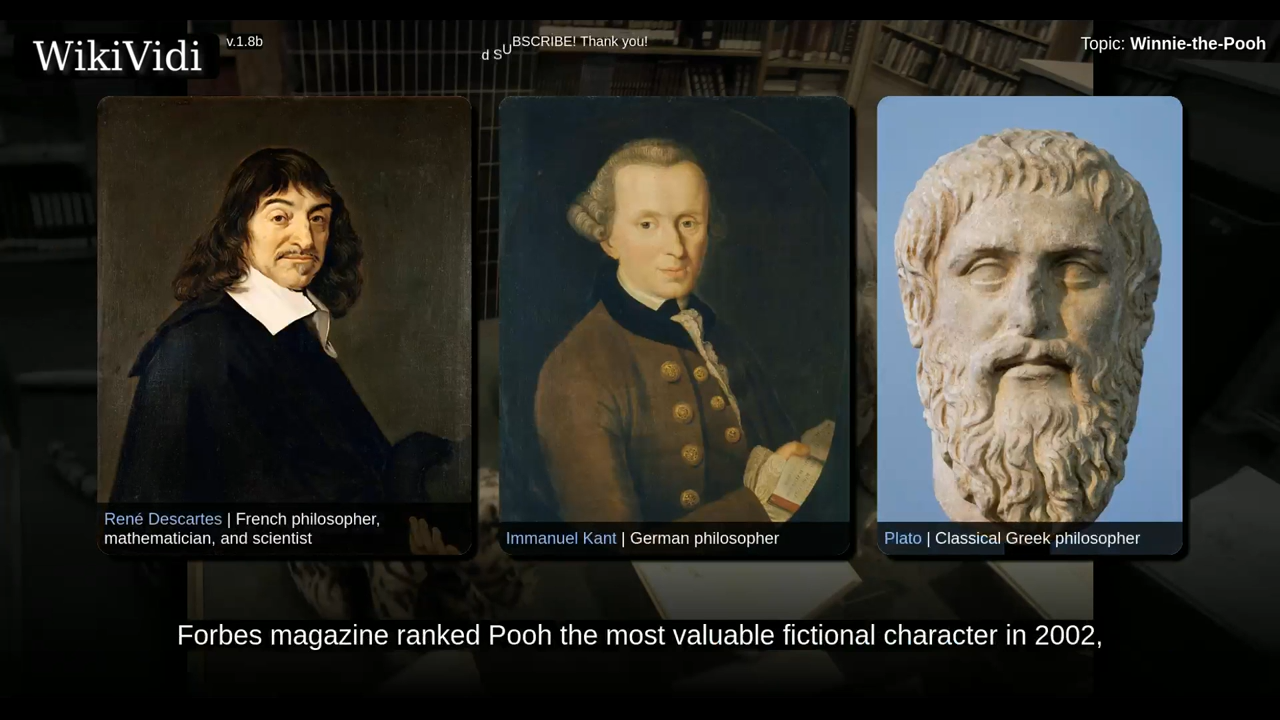 WikiVidi
v.1.8b
d SUBSCRIBE! Thank you!
Topic: Winnie-the-Pooh
René Descartes | French philosopher,
mathematician, and scientist
Immanuel Kant | German philosopher
Plato | Classical Greek philosopher
Forbes magazine ranked Pooh the most valuable fictional character in 2002,